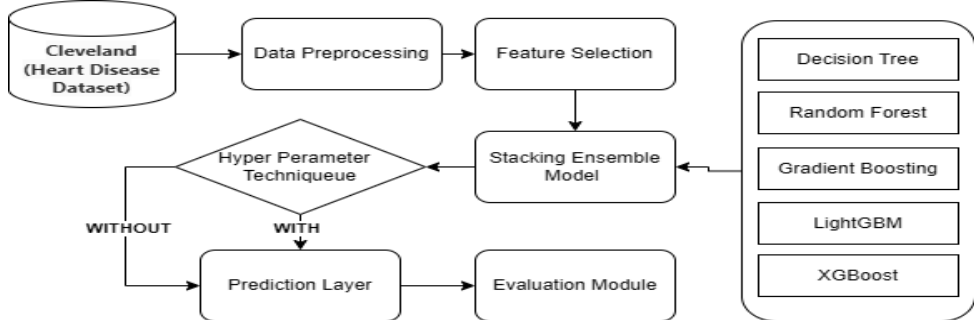 Cleveland
(Heart Disease
Dataset)
Data Preprocessing
Feature Selection
Decision Tree
Random Forest
Gradient Boosting
LightGBM
XGBoost
Stacking Ensemble
Model
Hyper Perameter
Techniqueue
WITHOUT
WITH
Prediction Layer
Evaluation Module